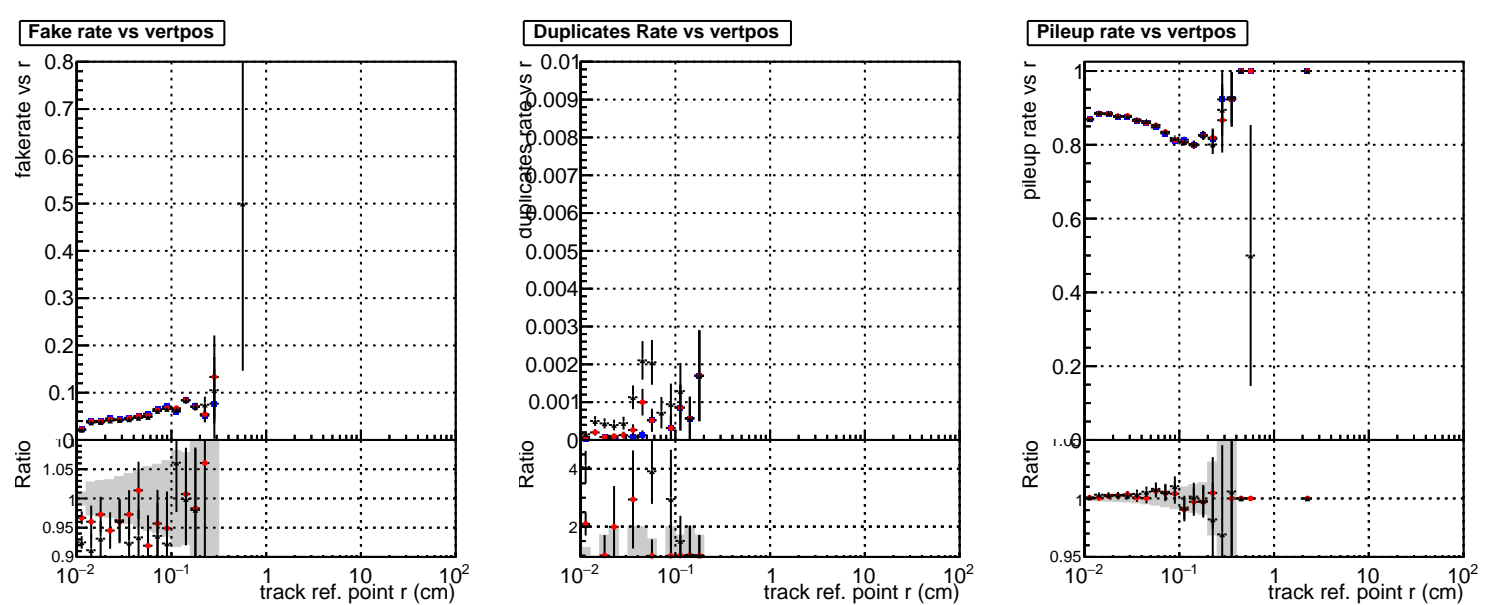 Fake rate vs vertpos
fakerate vs r
0.8
0.7
0.6
0.5
0.4
0.3
0.2
0.1
Ratio
1.05
1
0.95
0.9
10⁻² 10⁻¹ 1 10 10²
track ref. point r (cm)
Duplicates Rate vs vertpos
duplicates rate vs r
0.01
0.009
0.008
0.007
0.006
0.005
0.004
0.003
0.002
0.001
0
Ratio
4
2
10⁻² 10⁻¹ 1 10 10²
track ref. point r (cm)
Pileup rate vs vertpos
pileup rate vs r
1
0.8
0.6
0.4
0.2
Ratio
1
0.95
10⁻² 10⁻¹ 1 10 10²
track ref. point r (cm)